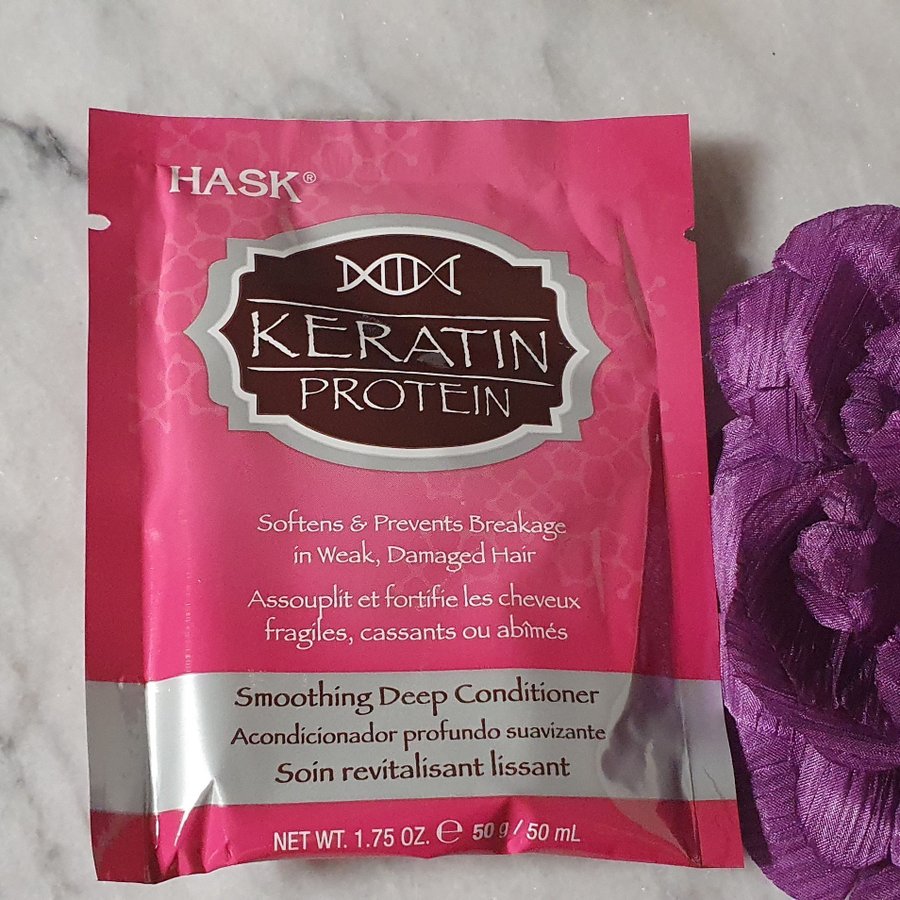 HASK®
KERATIN
PROTEIN
Softens & Prevents Breakage
in Weak, Damaged Hair
Assouplit et fortifie les cheveux
fragiles, cassants ou abîmés
Smoothing Deep Conditioner
Acondicionador profundo suavizante
Soin revitalisant lissant
NET WT. 1.75 OZ. ℮ 50 g / 50 mL